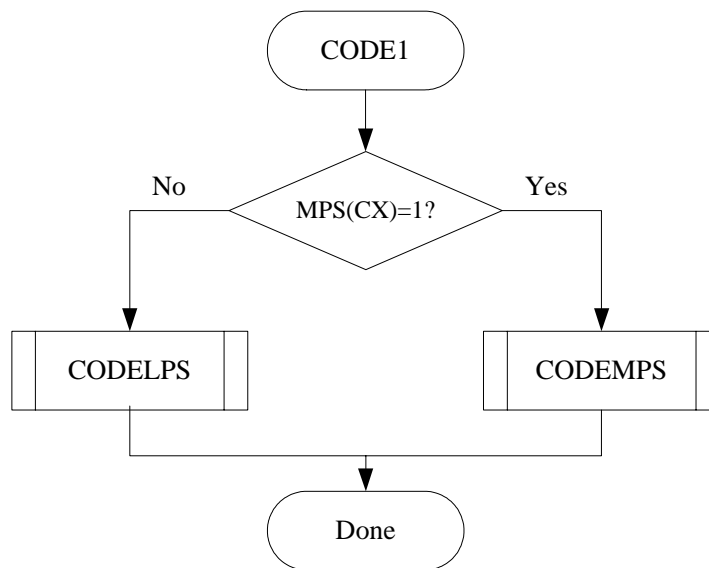 CODE1
No
Yes
MPS(CX)=1?
CODELPS
CODEMPS
Done